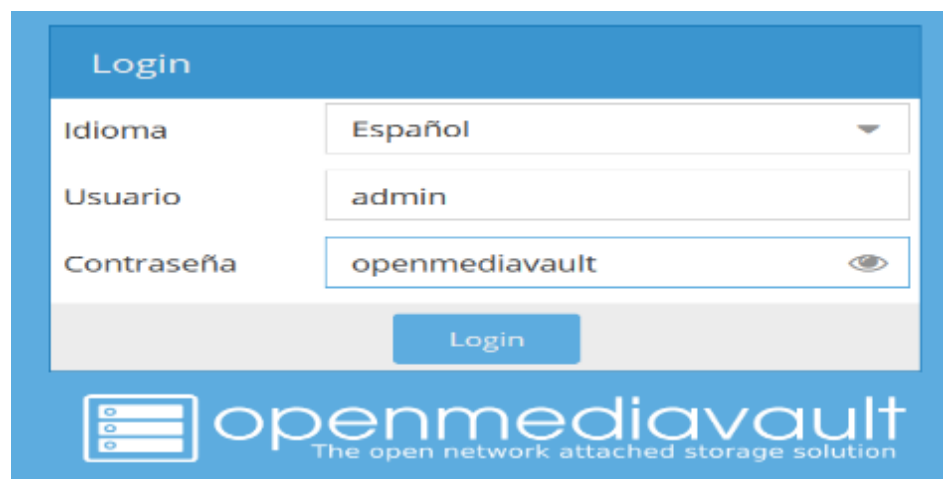 Login
Idioma Español
Usuario admin
Contraseña openmediavault
Login
openmediavault
The open network attached storage solution